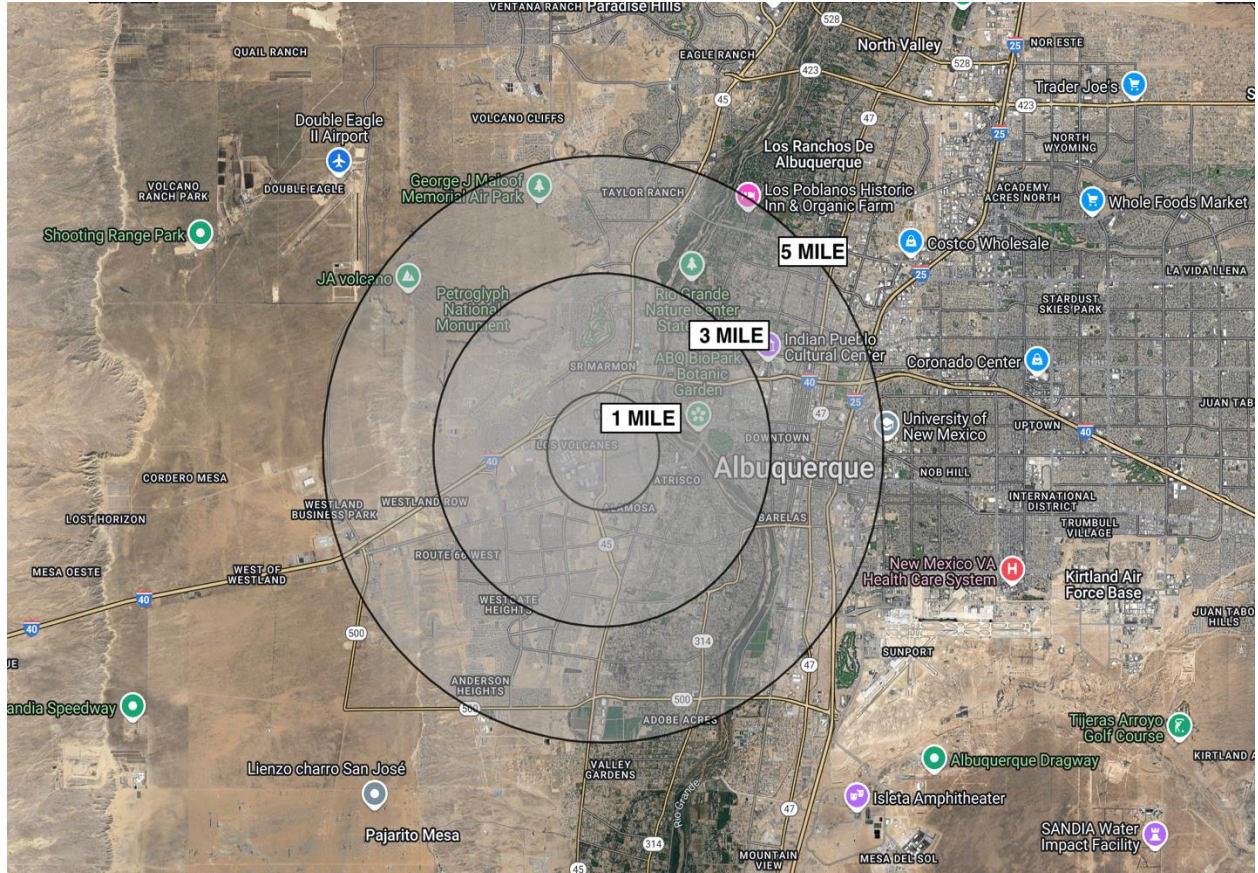 VENTANA RANCH
Paradise Hills
528
QUAIL RANCH
EAGLE RANCH
North Valley
25
NOR ESTE
528
423
Trader Joe's
45
47
423
Double Eagle
II Airport
VOLCANO CLIFFS
25
NORTH
WYOMING
Los Ranchos De
Albuquerque
VOLCANO
RANCH PARK
DOUBLE EAGLE
George J Maloof
Memorial Air Park
TAYLOR RANCH
Los Poblanos Historic
Inn & Organic Farm
ACADEMY
ACRES NORTH
Whole Foods Market
Shooting Range Park
5 MILE
Costco Wholesale
25
LA VIDA LLENA
JA volcano
Petroglyph
National
Monument
Rio Grande
Nature Center
STARDUST
SKIES PARK
3 MILE
Indian Pueblo
Cultural Center
SR MARMON
ABQ BioPark
- Botanic
Garden
40
25
Coronado Center
1 MILE
47
University of
New Mexico
JUAN TABO
UPTOWN
40
LOS VOLCANES
DOWNTOWN
40
Albuquerque
NOB HILL
CORDERO MESA
ATRISCO
WESTLAND
BUSINESS PARK
WESTLAND ROW
ALAMOSA
INTERNATIONAL
DISTRICT
LOST HORIZON
BARELAS
TRUMBULL
VILLAGE
45
ROUTE 66 WEST
MESA OESTE
WEST OF
WESTLAND
New Mexico VA
Health Care System
H
Kirtland Air
Force Base
40
WESTGATE
HEIGHTS
40
500
314
JUAN TABO
HILLS
SUNPORT
47
ANDERSON
HEIGHTS
500
500
ADOBE ACRES
andia Speedway
Tijeras Arroyo
Golf Course
VALLEY
GARDENS
Albuquerque Dragway
KIRTLAND A
Lienzo charro San José
Rio Grande
Isleta Amphitheater
47
Pajarito Mesa
SANDIA Water
Impact Facility
314
MOUNTAIN
VIEW
MESA DEL SOL
45